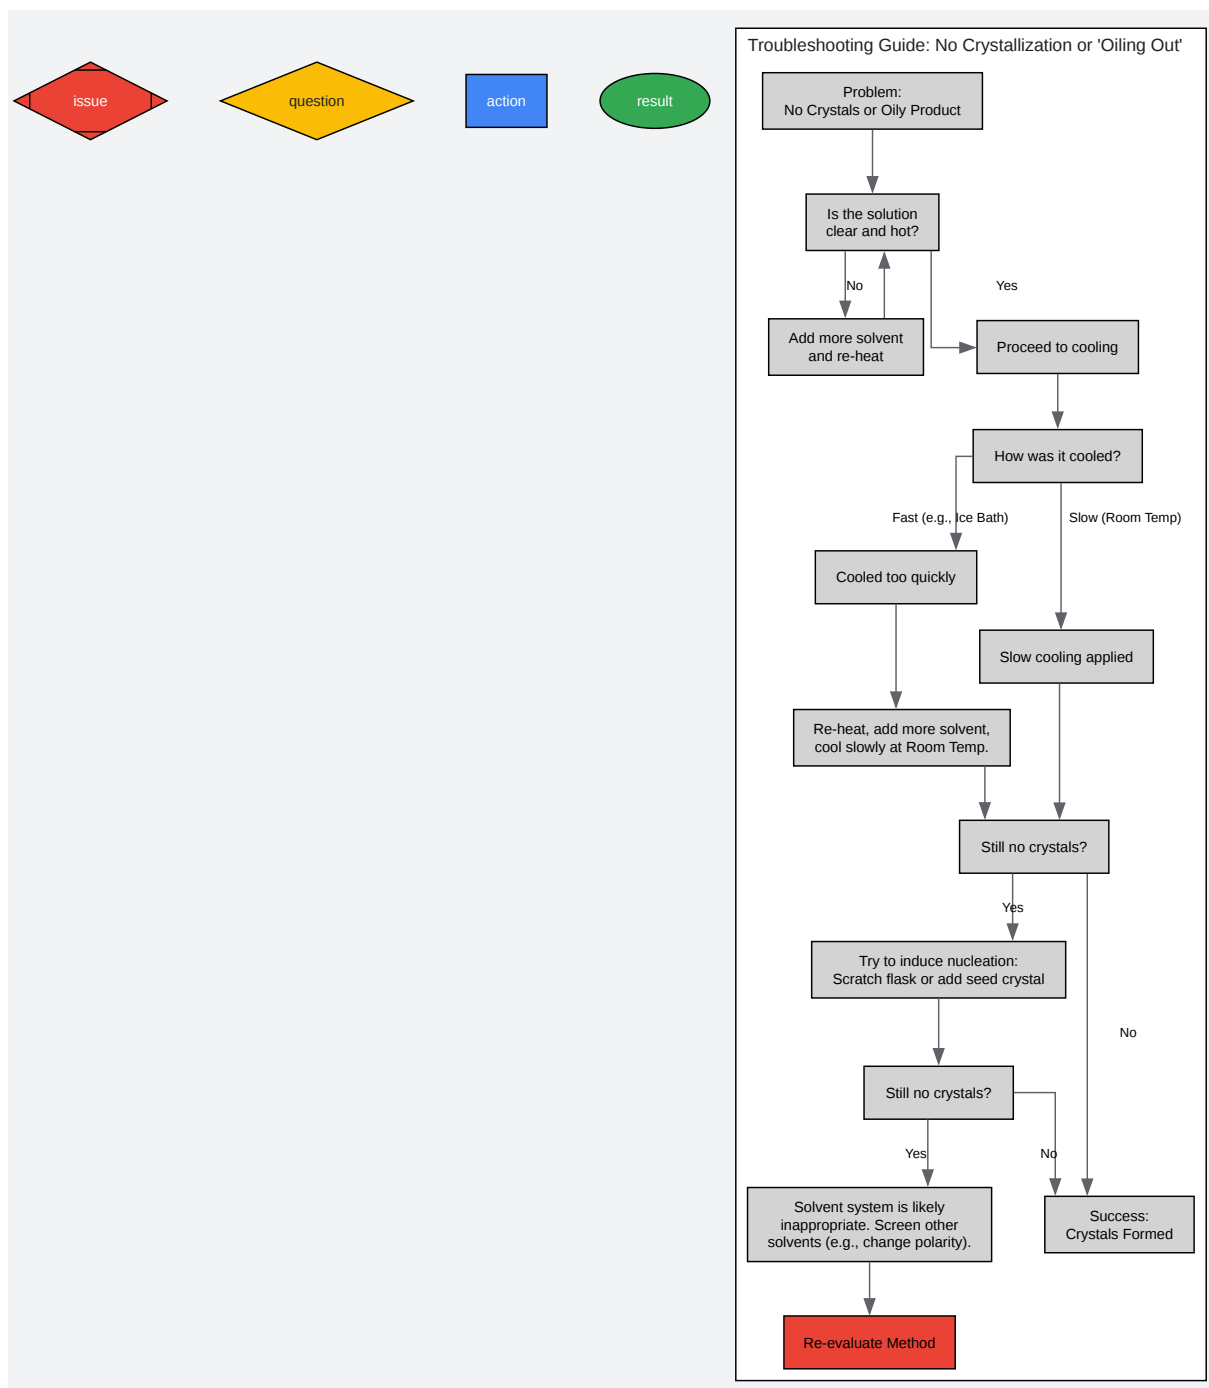 issue
question
action
result
Troubleshooting Guide: No Crystallization or 'Oiling Out'
Problem:
No Crystals or Oily Product
Is the solution
clear and hot?
No
Yes
Add more solvent
and re-heat
Proceed to cooling
How was it cooled?
Fast (e.g., Ice Bath)
Slow (Room Temp)
Cooled too quickly
Slow cooling applied
Re-heat, add more solvent,
cool slowly at Room Temp.
Still no crystals?
Yes
Try to induce nucleation:
Scratch flask or add seed crystal
No
Still no crystals?
Yes
No
Solvent system is likely
inappropriate. Screen other
solvents (e.g., change polarity).
Success:
Crystals Formed
Re-evaluate Method